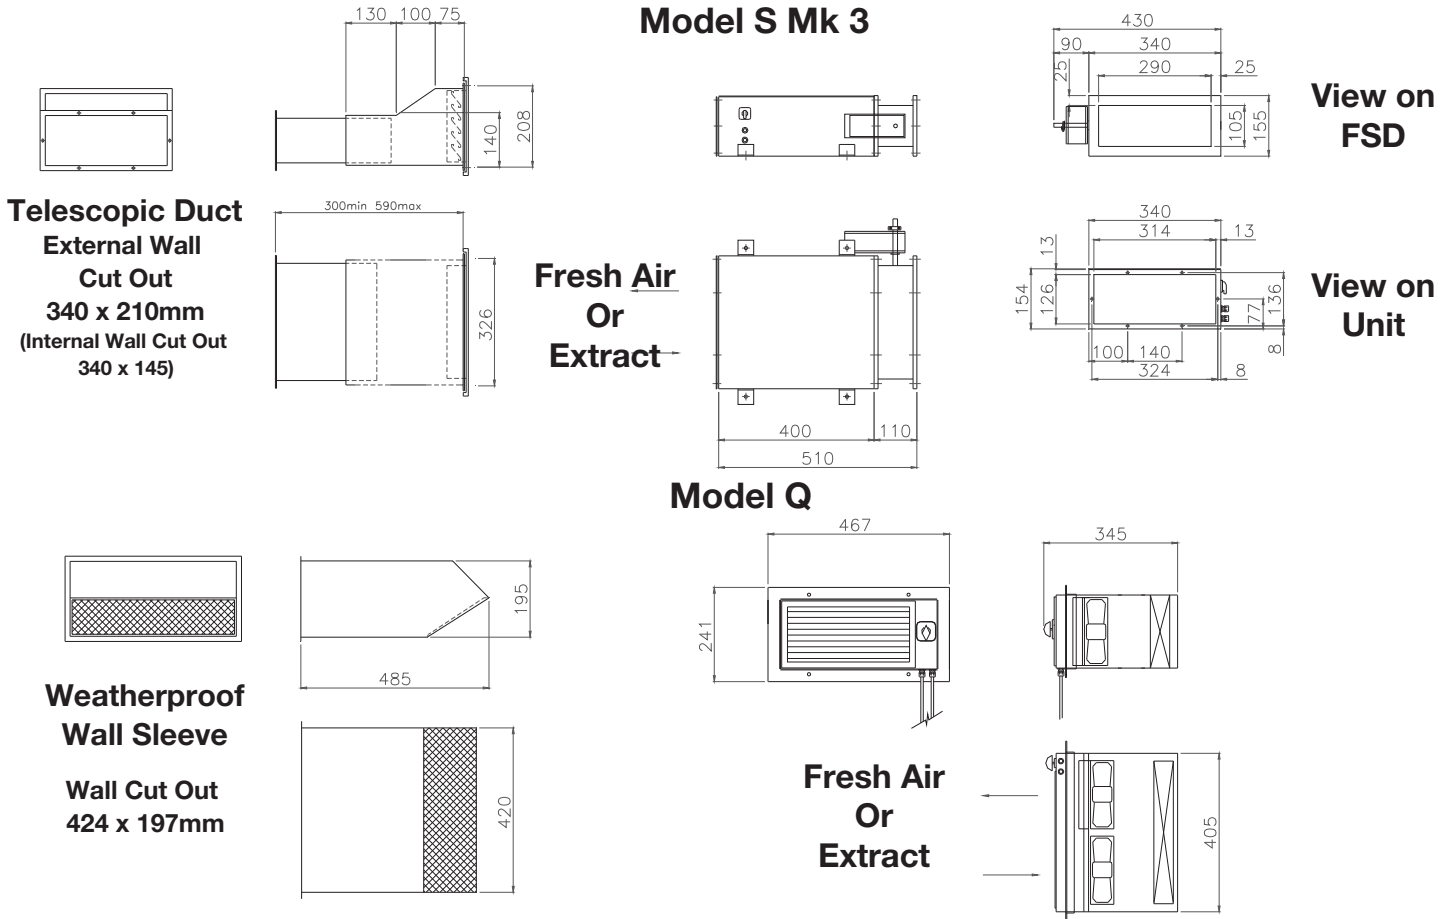 Model S Mk 3
130 100 75
208
140
430
90 340
25 290 25
105
155
View on
FSD
Telescopic Duct
External Wall
Cut Out
340 x 210mm
(Internal Wall Cut Out
340 x 145)
300min 590max
326
Fresh Air
Or
Extract
400 110
510
340
314 13
13
154
126
136
77
8
100 140
324 8
View on
Unit
Model Q
195
485
467
241
345
Weatherproof
Wall Sleeve
Wall Cut Out
424 x 197mm
420
Fresh Air
Or
Extract
405